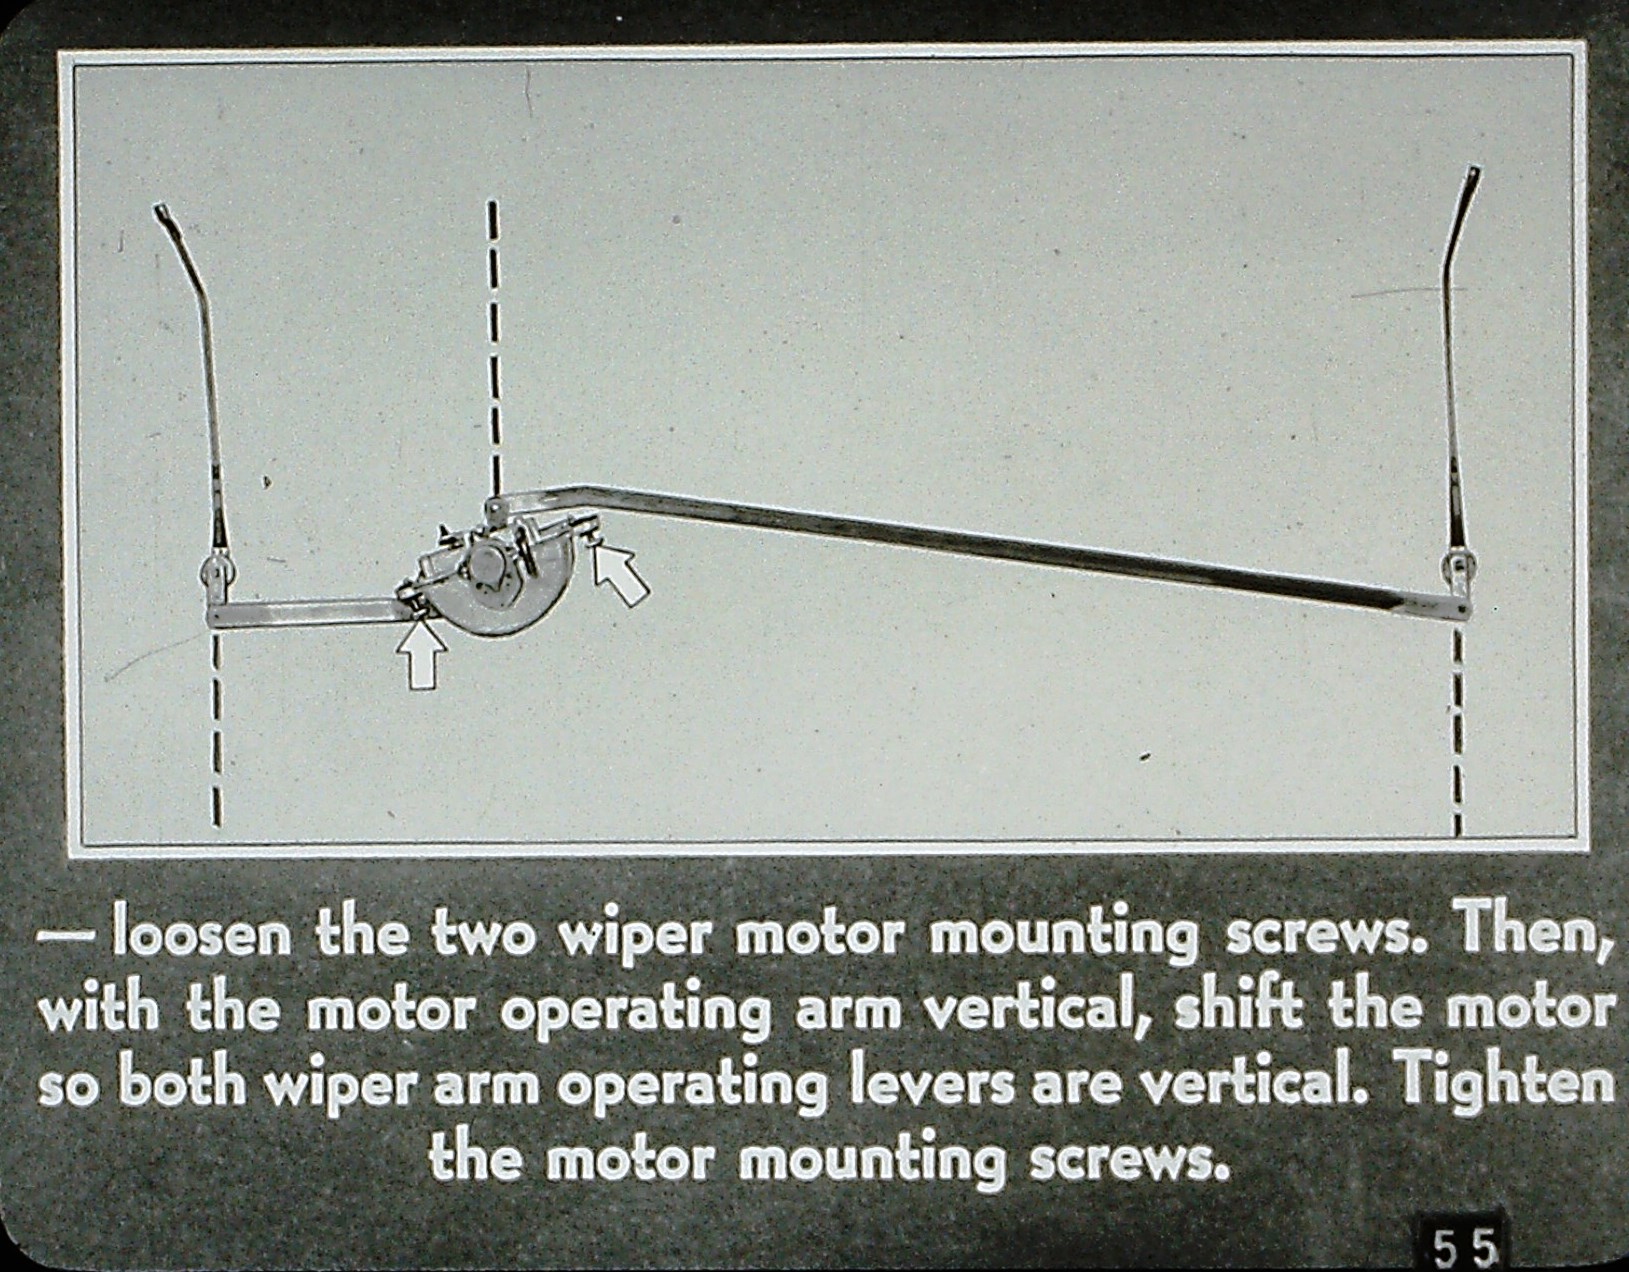 — loosen the two wiper motor mounting screws. Then,
with the motor operating arm vertical, shift the motor
so both wiper arm operating levers are vertical. Tighten
the motor mounting screws.
55